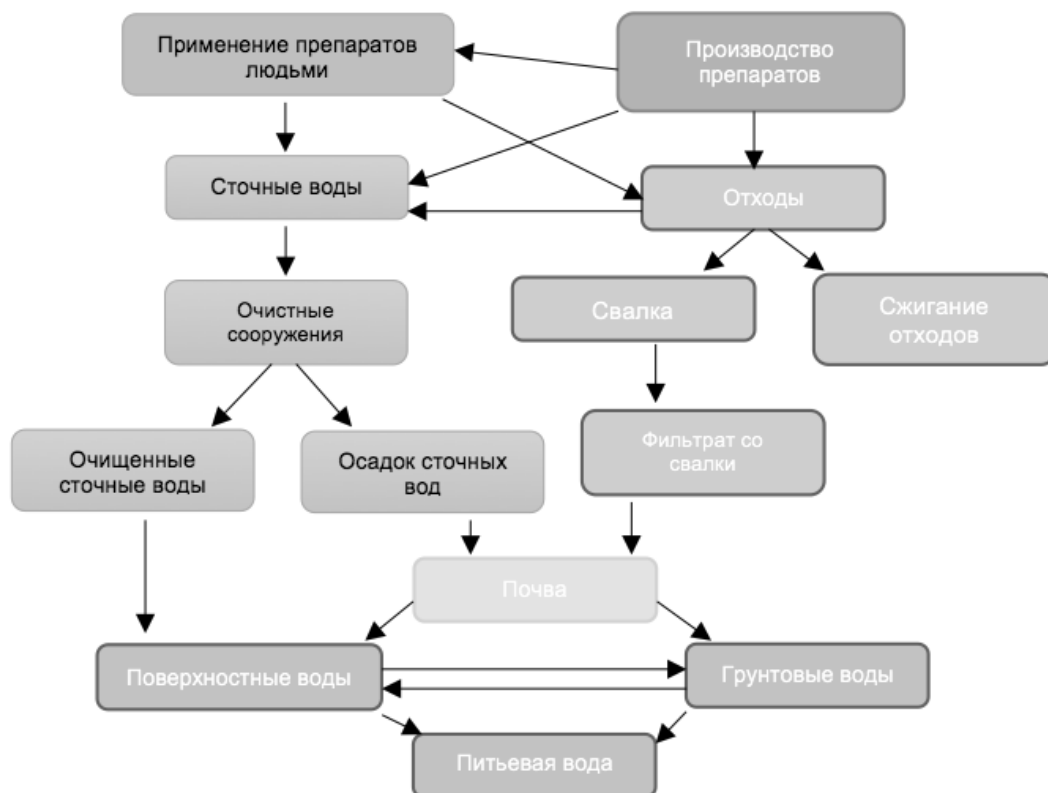 Применение препаратов
людьми
Производство
препаратов
Сточные воды
Отходы
Очистные
сооружения
Свалка
Сжигание
отходов
Очищенные
сточные воды
Осадок сточных
вод
Фильтрат со
свалки
Почва
Поверхностные воды
Грунтовые воды
Питьевая вода